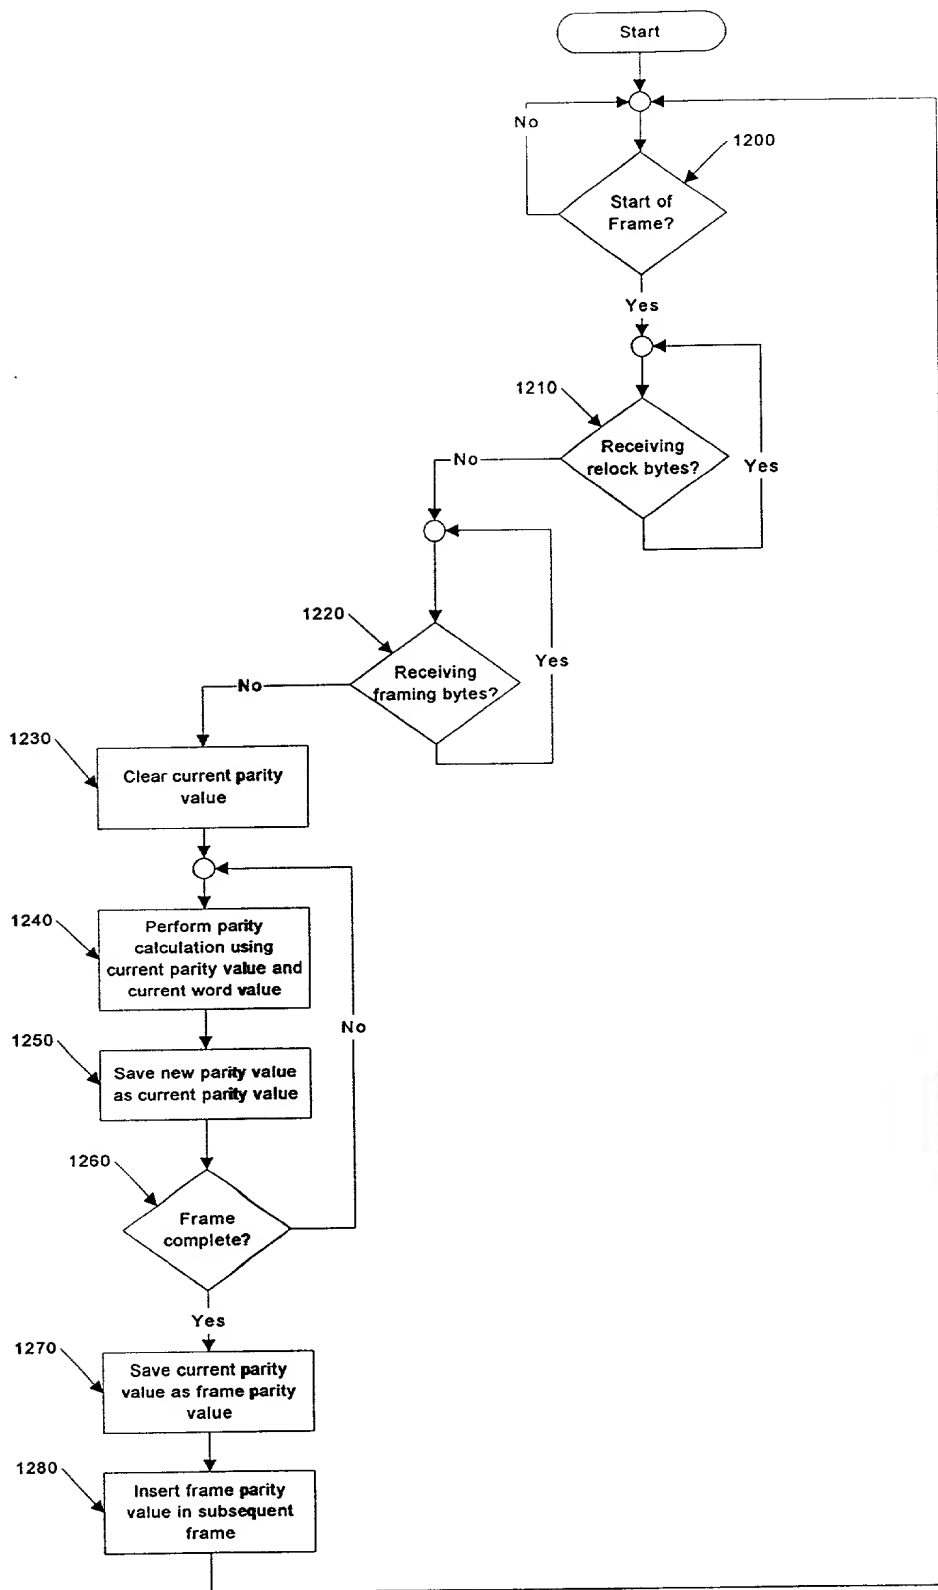 Start
No
1200
Start of
Frame?
Yes
1210
Receiving
relock bytes?
No
Yes
1220
Receiving
framing bytes?
Yes
No
1230
Clear current parity
value
1240
Perform parity
calculation using
current parity value and
current word value
No
1250
Save new parity value
as current parity value
1260
Frame
complete?
Yes
1270
Save current parity
value as frame parity
value
1280
Insert frame parity
value in subsequent
frame